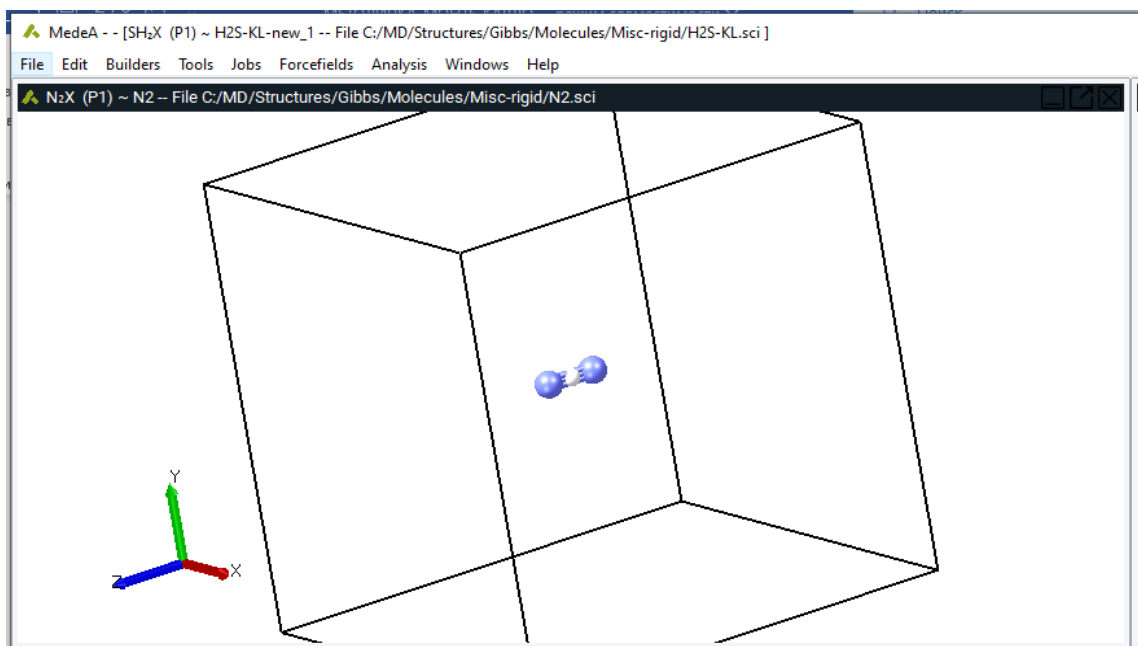 MedeA - - [SH₂X (P1) ~ H2S-KL-new_1 -- File C:/MD/Structures/Gibbs/Molecules/Misc-rigid/H2S-KL.sci ]
File Edit Builders Tools Jobs Forcefields Analysis Windows Help
N₂X (P1) ~ N2 -- File C:/MD/Structures/Gibbs/Molecules/Misc-rigid/N2.sci
Y
Z
X